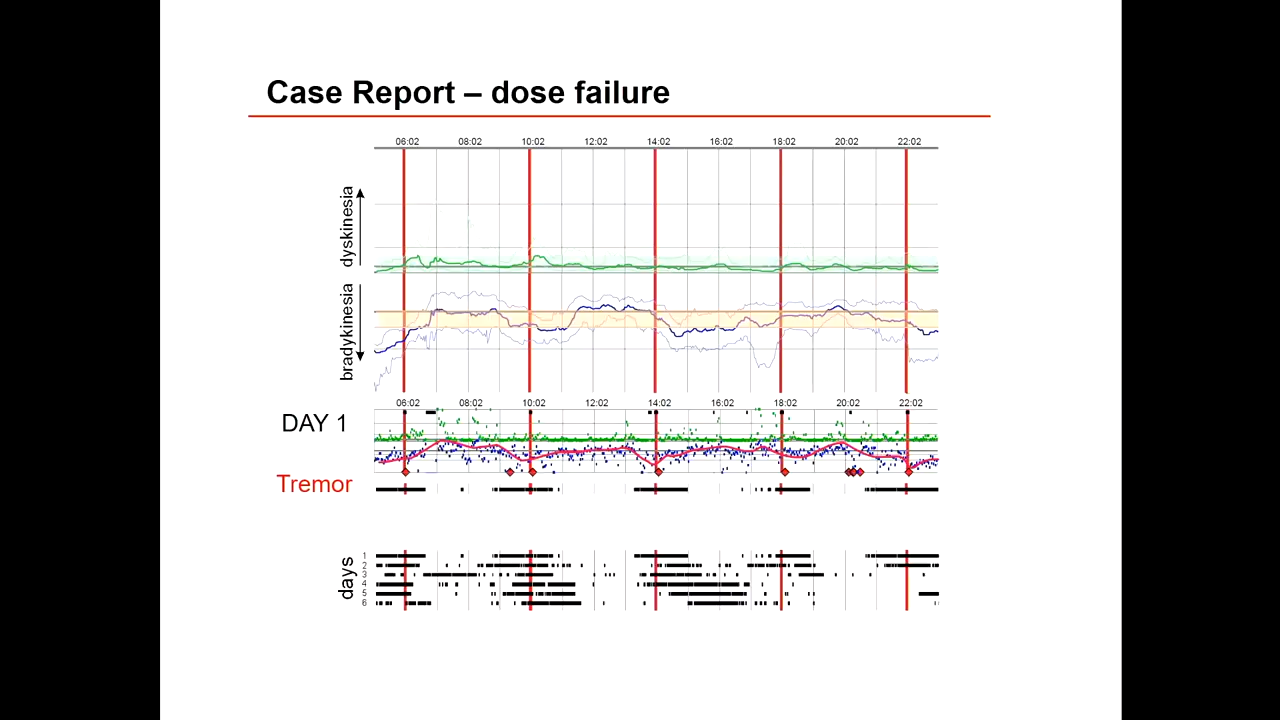 Case Report – dose failure
06:02 08:02 10:02 12:02 14:02 16:02 18:02 20:02 22:02
dyskinesia
bradykinesia
06:02 08:02 10:02 12:02 14:02 16:02 18:02 20:02 22:02
DAY 1
Tremor
days
1
2
3
4
5
6